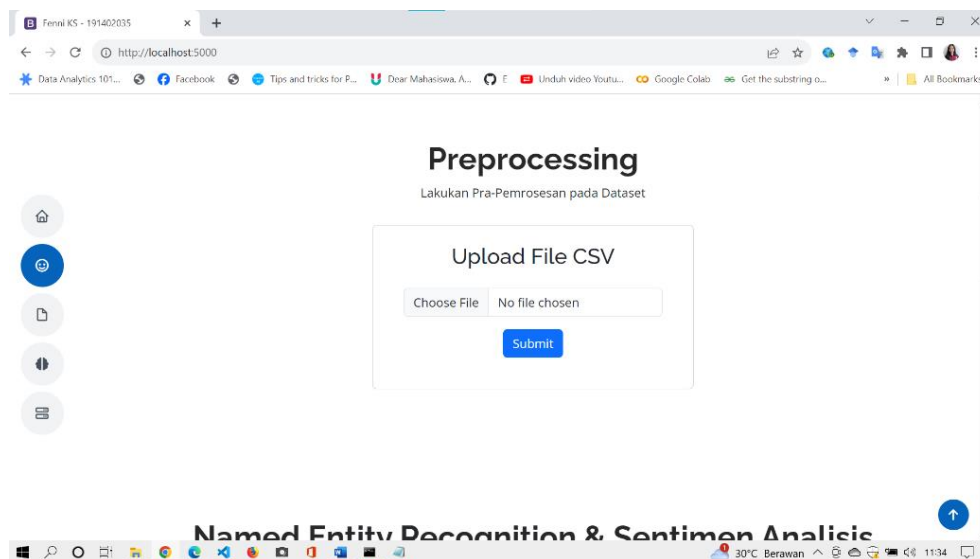 Fenni KS - 191402035
http://localhost:5000
Data Analytics 101... Facebook Tips and tricks for P... Dear Mahasiswa, A... E Unduh video Youtu... Google Colab Get the substring o... » All Bookmarks
Preprocessing
Lakukan Pra-Pemrosesan pada Dataset
Upload File CSV
Choose File No file chosen
Submit
Named Entity Recognition & Sentimen Analisis
30°C Berawan 11:34